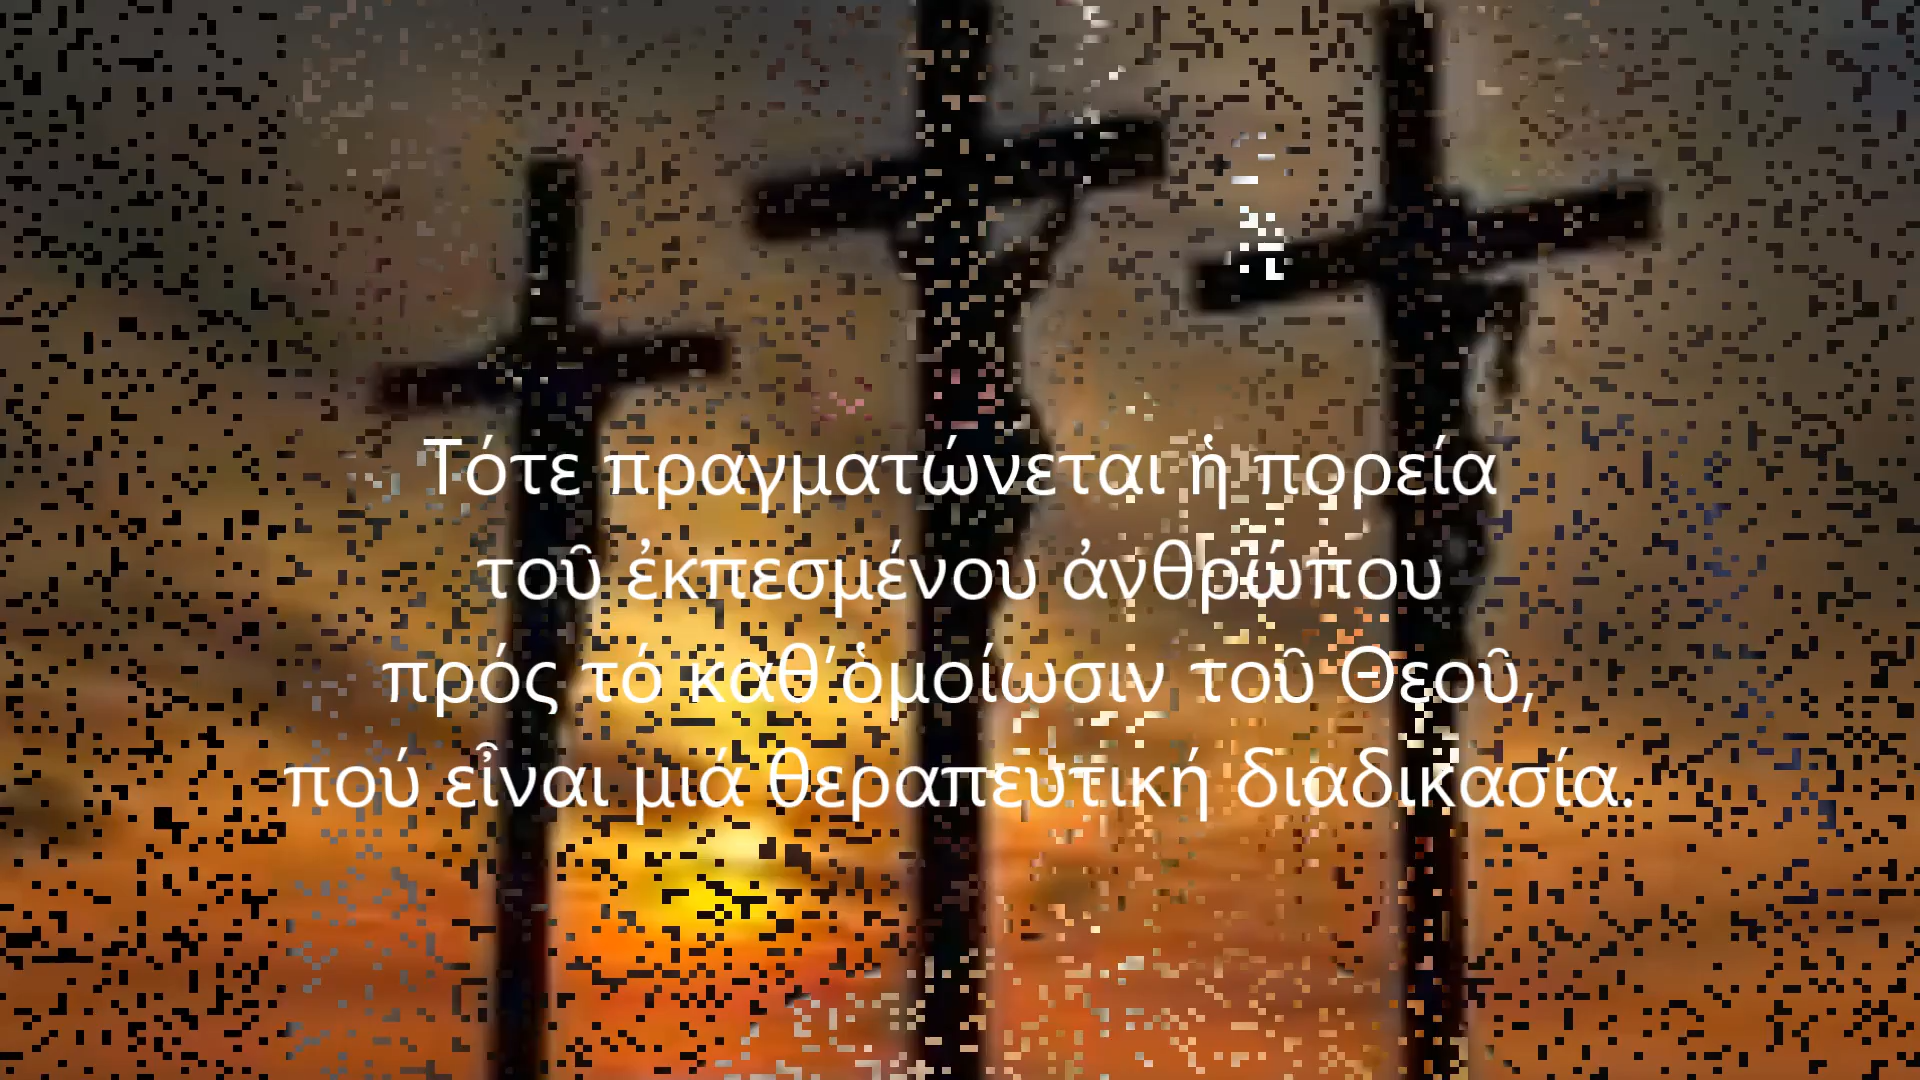 Τότε πραγματώνεται ἡ πορεία
τοῦ ἐκπεσμένου ἀνθρώπου
πρός τό καθ’ὁμοίωσιν τοῦ Θεοῦ,
πού εἶναι μιά θεραπευτική διαδικασία.